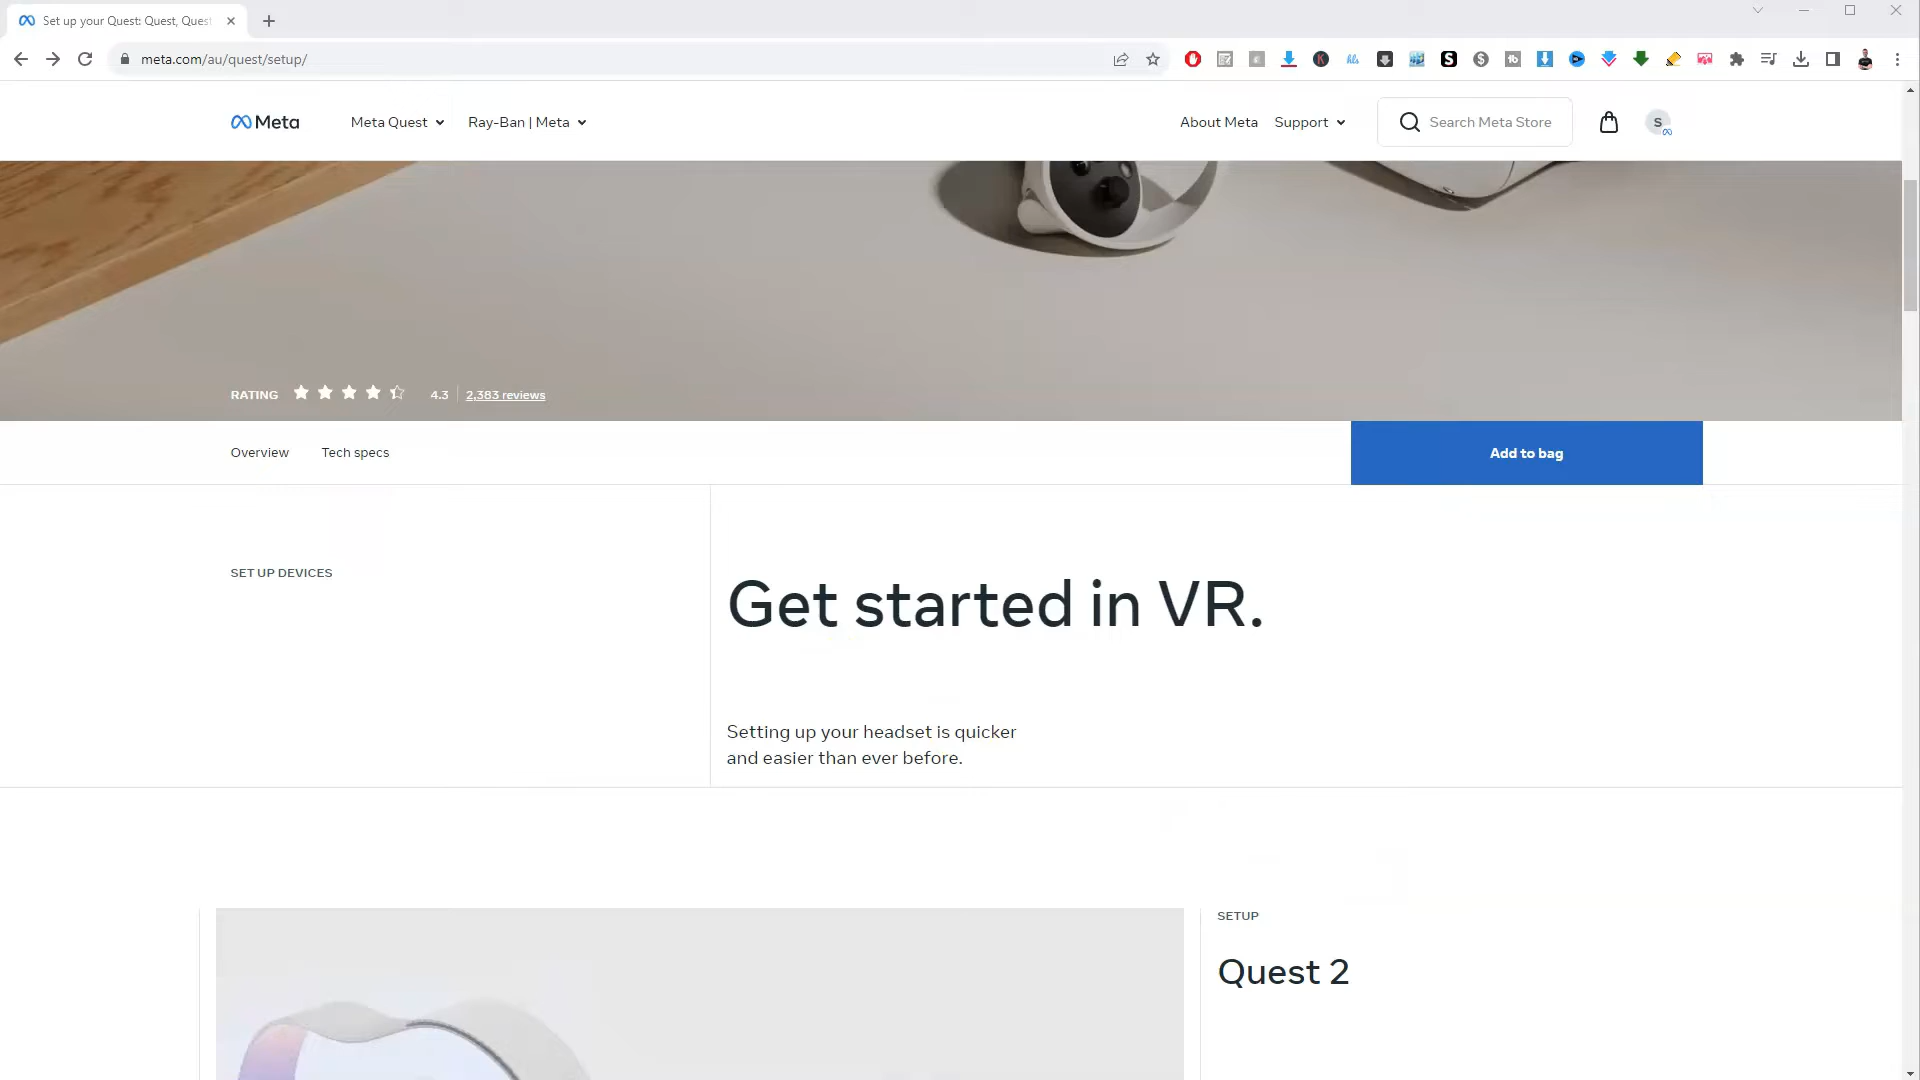 Set up your Quest: Quest, Quest
meta.com/au/quest/setup/
Meta
Meta Quest
Ray-Ban | Meta
About Meta
Support
Search Meta Store
S
RATING
4.3
2,383 reviews
Overview
Tech specs
Add to bag
SET UP DEVICES
Get started in VR.
Setting up your headset is quicker
and easier than ever before.
SETUP
Quest 2